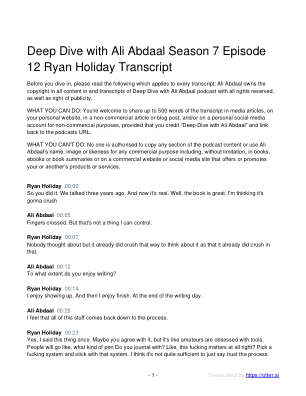 Deep Dive with Ali Abdaal Season 7 Episode
12 Ryan Holiday Transcript
Before you dive in, please read the following which applies to every transcript: Ali Abdaal owns the
copyright in all content in and transcripts of Deep Dive with Ali Abdaal podcast with all rights reserved,
as well as right of publicity.
WHAT YOU CAN DO: You're welcome to share up to 500 words of the transcript in media articles, on
your personal website, in a non-commercial article or blog post, and/or on a personal social media
account for non-commercial purposes, provided that you credit "Deep Dive with Ali Abdaal" and link
back to the podcasts URL.
WHAT YOU CAN'T DO: No one is authorised to copy any section of the podcast content or use Ali
Abdaal's name, image or likeness for any commercial purpose including, without limitation, in books,
ebooks or book summaries or on a commercial website or social media site that offers or promotes
your or another's products or services.
Ryan Holiday 00:00
So you did it. We talked three years ago. And now it's real. Well, the book is great. I'm thinking it's
gonna crush
Ali Abdaal 00:05
Fingers crossed. But that's not a thing I can control.
Ryan Holiday 00:07
Nobody thought about but it already did crush that way to think about it as that it already did crush in
that.
Ali Abdaal 00:12
To what extent do you enjoy writing?
Ryan Holiday 00:14
I enjoy showing up. And then I enjoy finish. At the end of the writing day.
Ali Abdaal 00:20
I feel that all of this stuff comes back down to the process.
Ryan Holiday 00:23
Yes, I said this thing once. Maybe you agree with it, but it's like amateurs are obsessed with tools.
People will go like, what kind of pen Do you journal with? Like, this fucking matters at all right? Pick a
fucking system and stick with that system. I think it's not quite sufficient to just say trust the process.
- 1 -
Transcribed by https://otter.ai